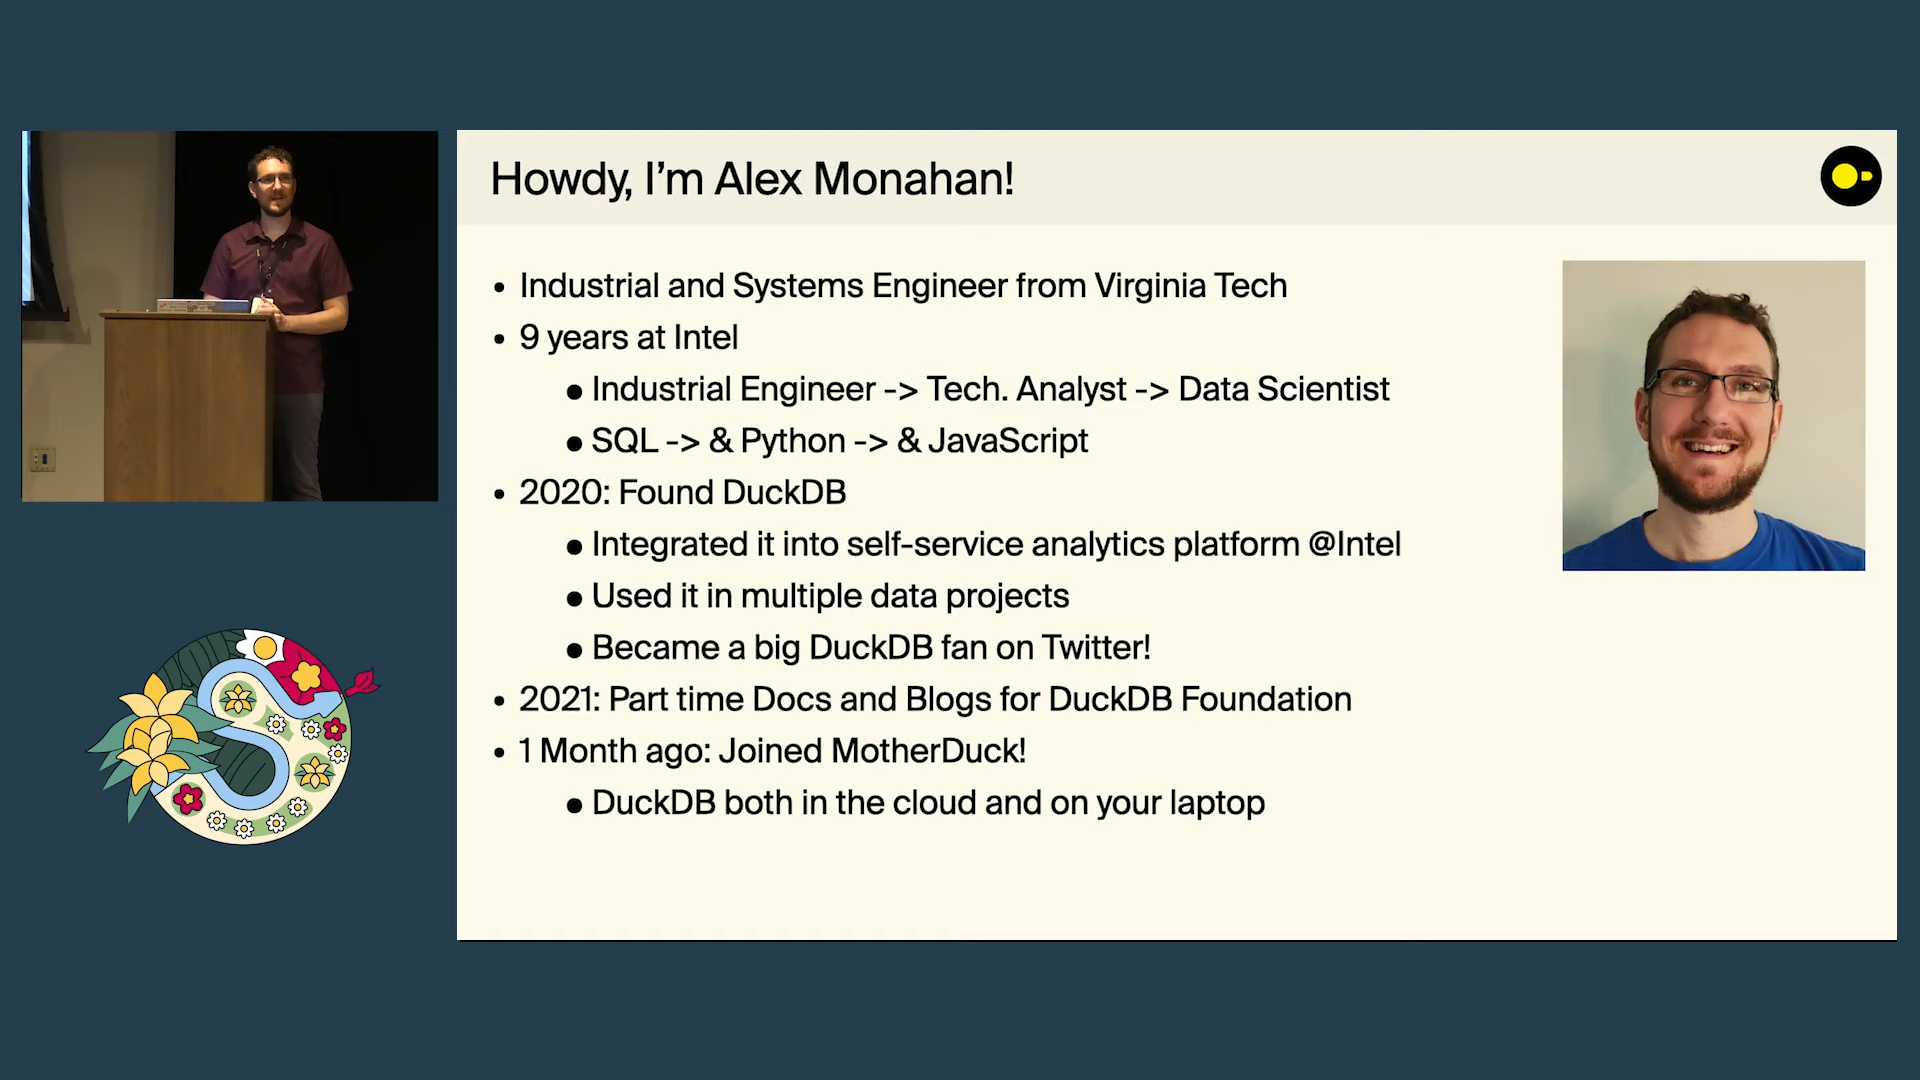 Howdy, I'm Alex Monahan!
• Industrial and Systems Engineer from Virginia Tech
• 9 years at Intel
● Industrial Engineer -> Tech. Analyst -> Data Scientist
● SQL -> & Python -> & JavaScript
• 2020: Found DuckDB
● Integrated it into self-service analytics platform @Intel
● Used it in multiple data projects
● Became a big DuckDB fan on Twitter!
• 2021: Part time Docs and Blogs for DuckDB Foundation
• 1 Month ago: Joined MotherDuck!
● DuckDB both in the cloud and on your laptop